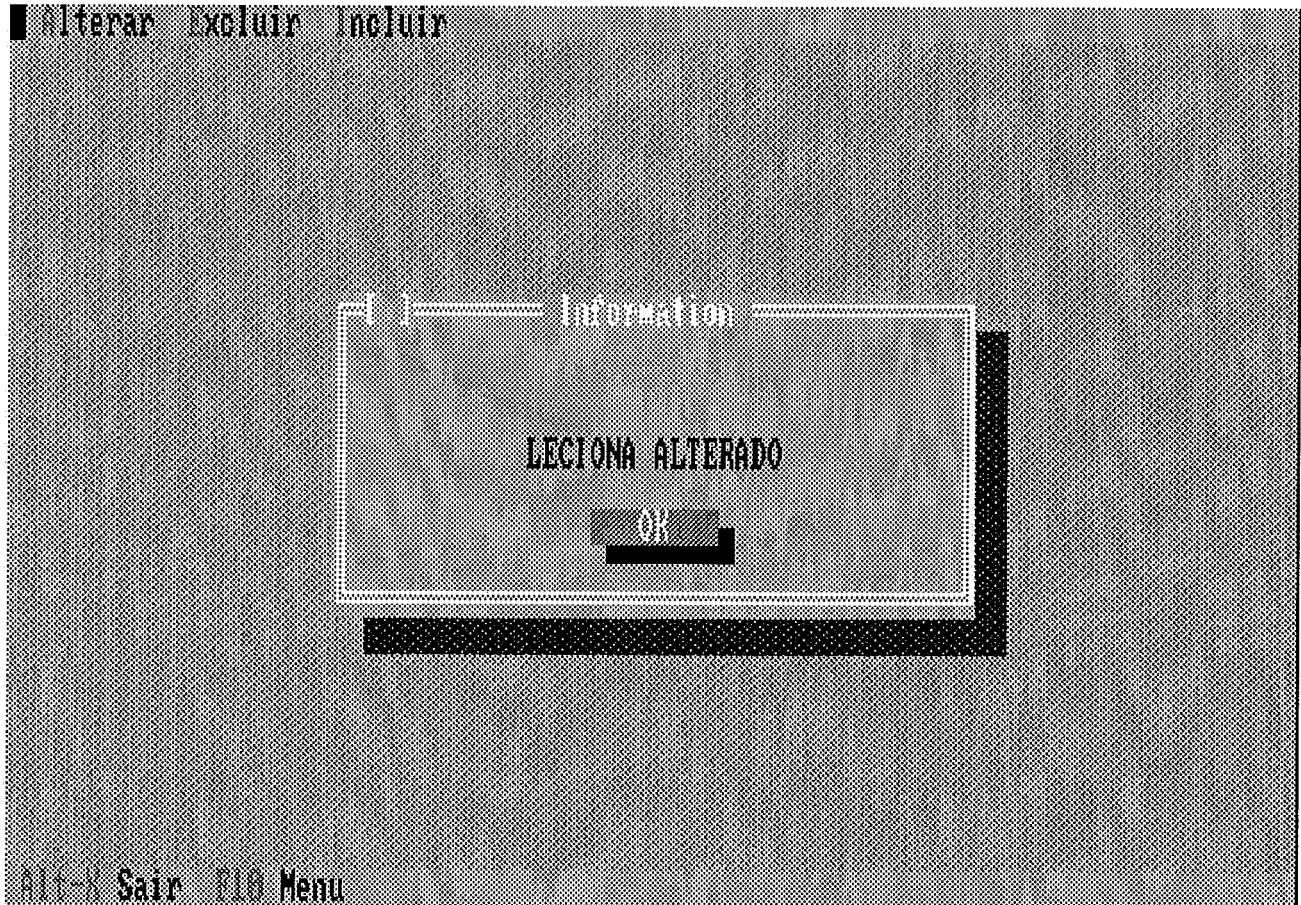 Alterar Excluir Incluir
[ ] Information
LECIONA ALTERADO
OK
Alt-X Sair F10 Menu